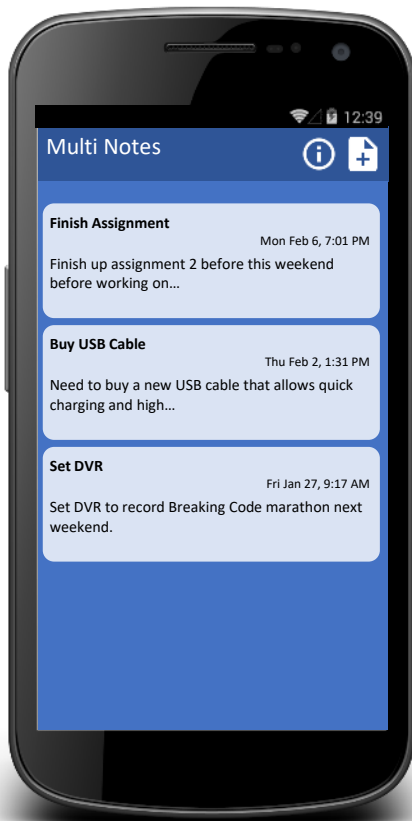 12:39
Multi Notes
Finish Assignment
Mon Feb 6, 7:01 PM
Finish up assignment 2 before this weekend
before working on…
Buy USB Cable
Thu Feb 2, 1:31 PM
Need to buy a new USB cable that allows quick
charging and high…
Set DVR
Fri Jan 27, 9:17 AM
Set DVR to record Breaking Code marathon next
weekend.